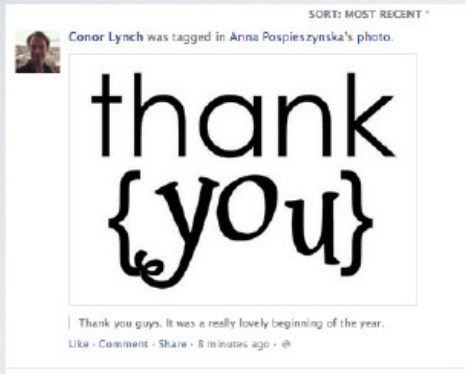 SORT: MOST RECENT
Conor Lynch was tagged in Anna Pospieszynska's photo.
thank
{you}
Thank you guys. It was a really lovely beginning of the year.
Like · Comment · Share · 8 minutes ago ·